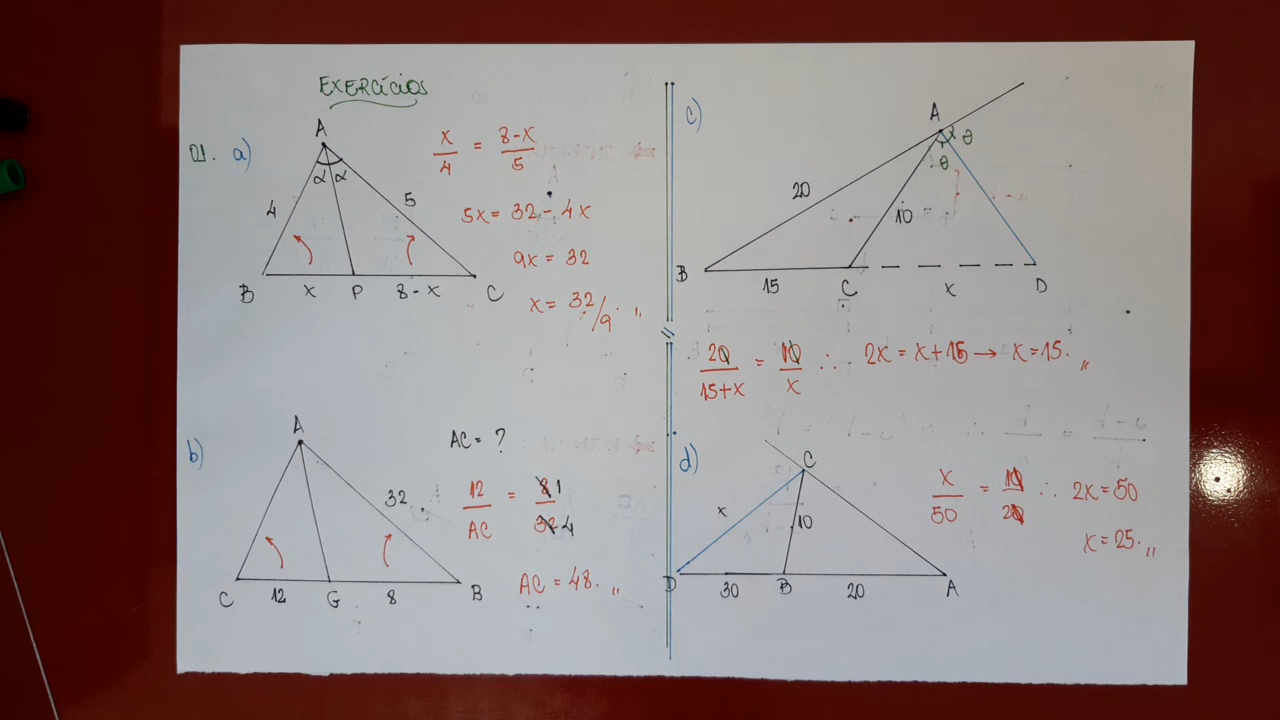 EXERCÍCIOS
01. a)
A
α α
4
5
B x P 8-x C
x/4 = 8-x/5
5x = 32 - 4x
9x = 32
x = 32/9 . ,,
b)
A
AC = ?
32
12/AC = 8 1/32 4
AC = 48. ,,
C 12 G 8 B
c)
A
θ
θ
20
10
B 15 C x D
20/15+x = 10/x ∴ 2x = x+15 → x = 15. ,,
d)
C
x
10
D 30 B 20 A
x/50 = 10/20 ∴ 2x = 50
x = 25. ,,